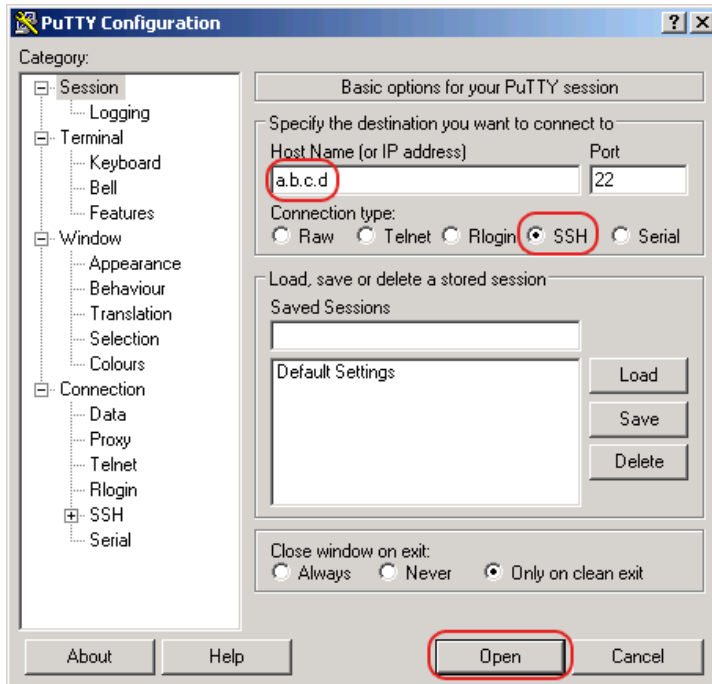 PuTTY Configuration
Category:
Session
Logging
Terminal
Keyboard
Bell
Features
Window
Appearance
Behaviour
Translation
Selection
Colours
Connection
Data
Proxy
Telnet
Rlogin
SSH
Serial
Basic options for your PuTTY session
Specify the destination you want to connect to
Host Name (or IP address) Port
a.b.c.d 22
Connection type:
Raw Telnet Rlogin SSH Serial
Load, save or delete a stored session
Saved Sessions
Default Settings
Load
Save
Delete
Close window on exit:
Always Never Only on clean exit
About Help Open Cancel